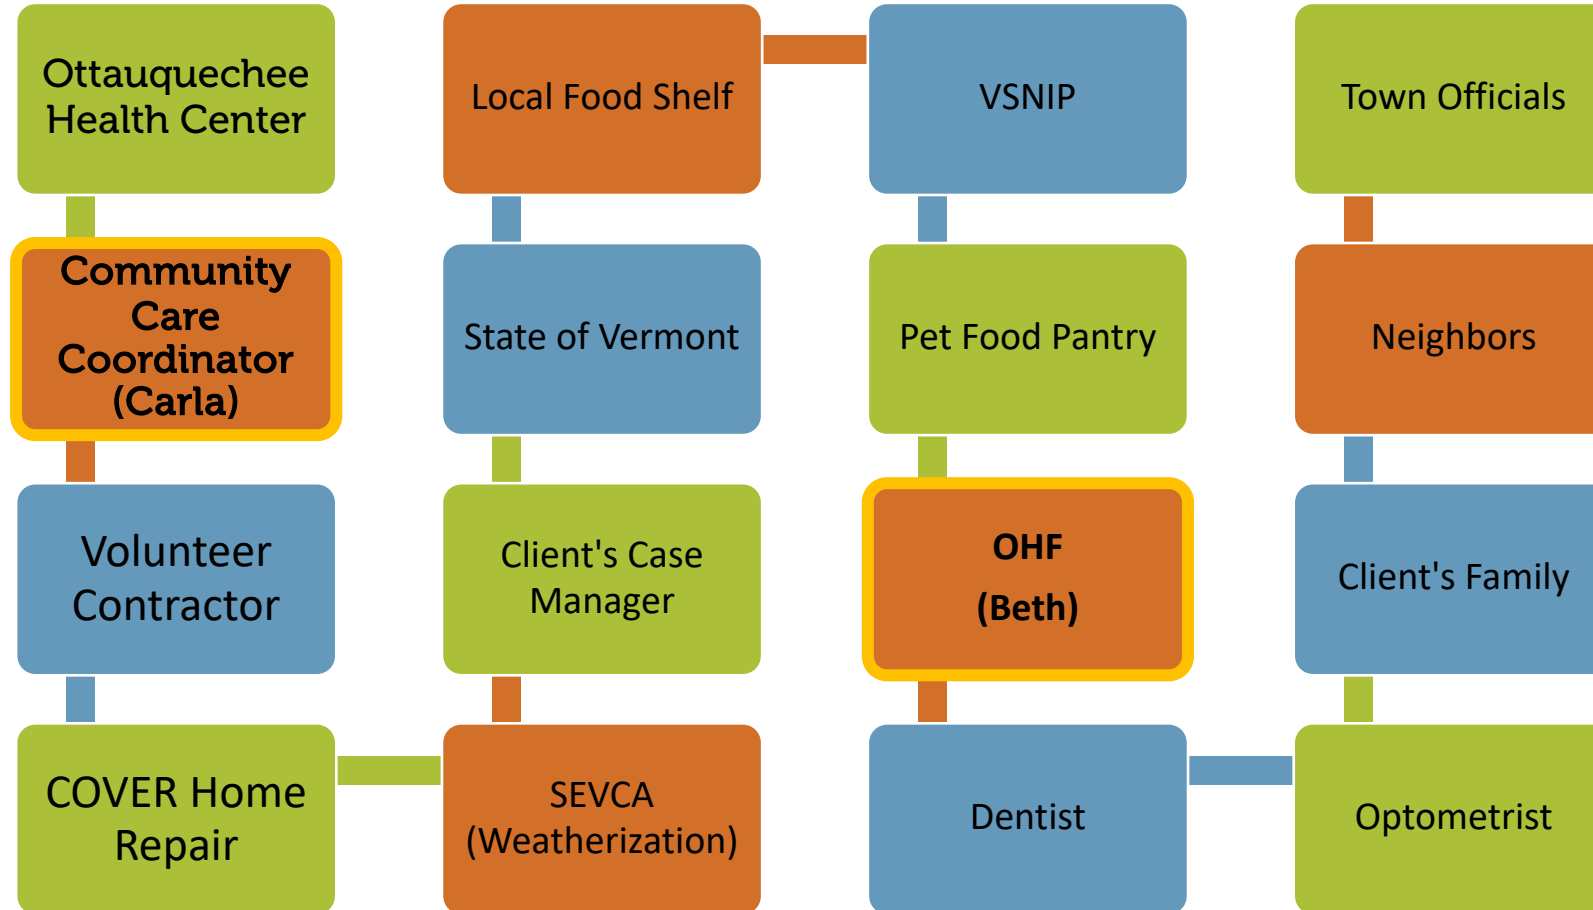 Ottauquechee
Health Center
Community
Care
Coordinator
(Carla)
Volunteer
Contractor
COVER Home
Repair
SEVCA
(Weatherization)
Client's Case
Manager
State of Vermont
Local Food Shelf
VSNIP
Pet Food Pantry
OHF
(Beth)
Dentist
Optometrist
Client's Family
Neighbors
Town Officials